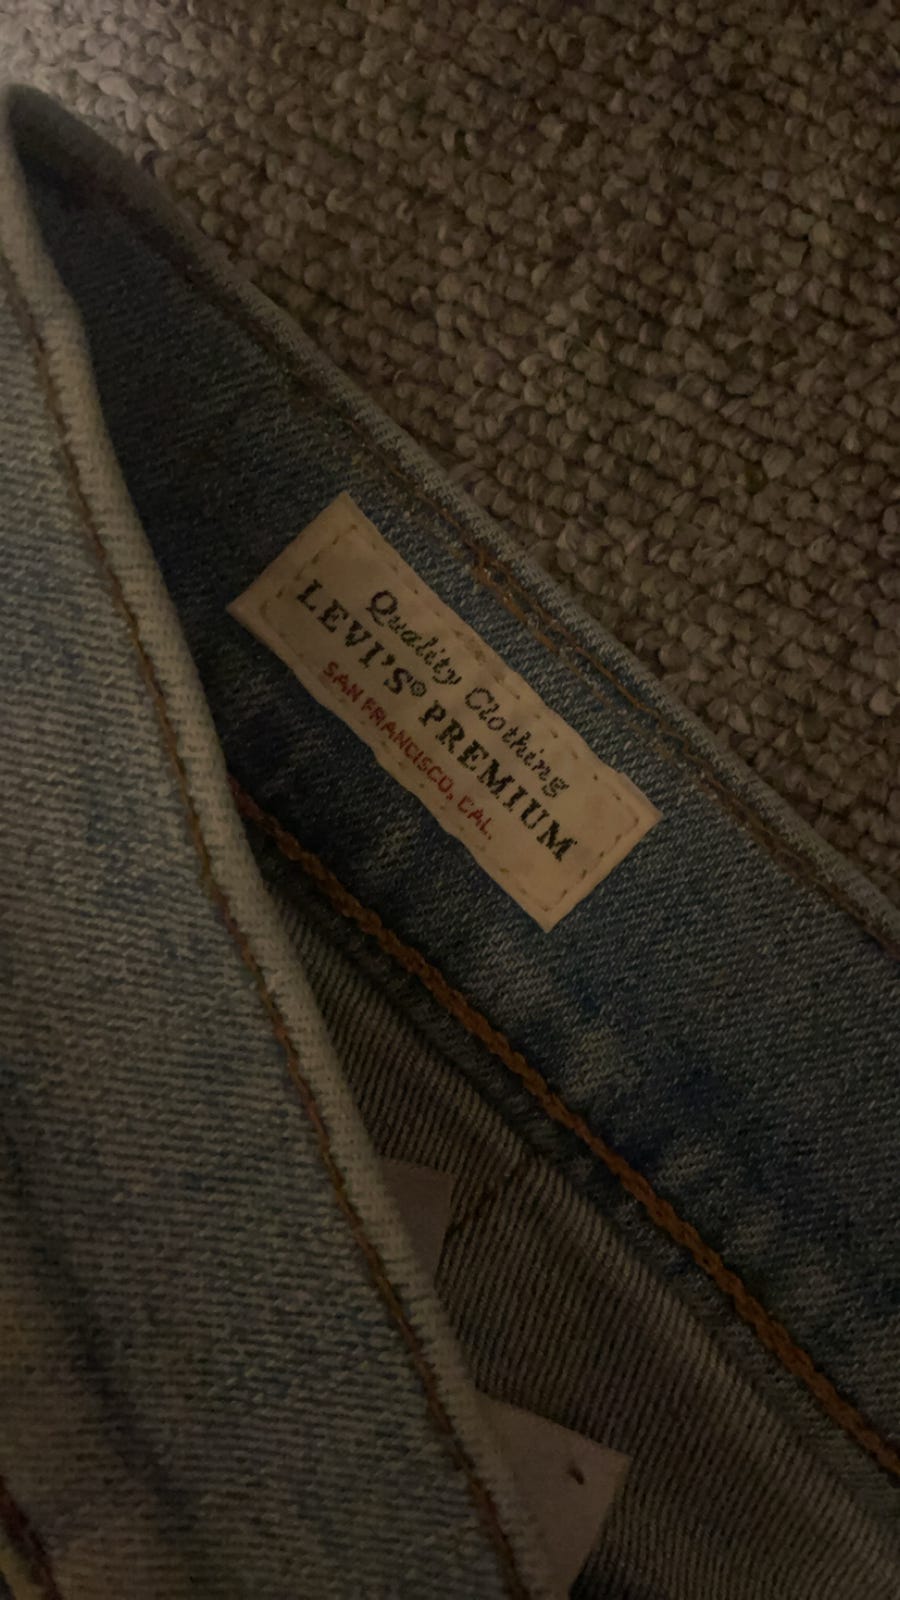 Quality Clothing
LEVI'S® PREMIUM
SAN FRANCISCO, CAL.